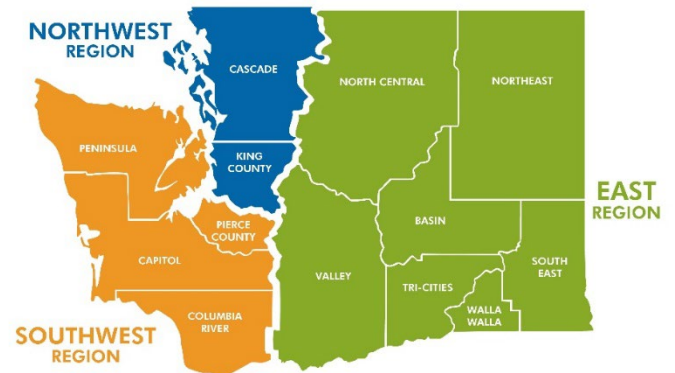 NORTHWEST
REGION
CASCADE
NORTH CENTRAL
NORTHEAST
PENINSULA
KING
COUNTY
EAST
REGION
PIERCE
COUNTY
BASIN
CAPITOL
VALLEY
TRI-CITIES
SOUTH
EAST
COLUMBIA
RIVER
WALLA
WALLA
SOUTHWEST
REGION